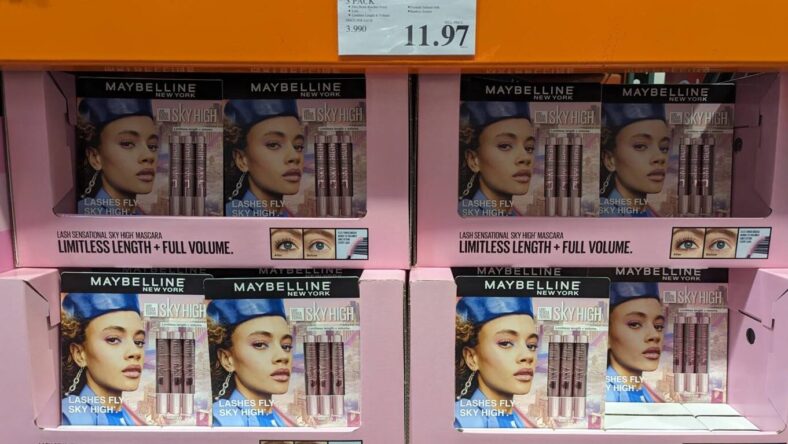 3 PACK
3.990
11.97
MAYBELLINE
NEW YORK
SKY HIGH
LASHES FLY
SKY HIGH.
MAYBELLINE
NEW YORK
SKY HIGH
LASHES FLY
SKY HIGH.
MAYBELLINE
NEW YORK
SKY HIGH
LASHES FLY
SKY HIGH.
MAYBELLINE
NEW YORK
SKY HIGH
LASHES FLY
SKY HIGH.
LASH SENSATIONAL SKY HIGH MASCARA
LIMITLESS LENGTH + FULL VOLUME.
LASH SENSATIONAL SKY HIGH MASCARA
LIMITLESS LENGTH + FULL VOLUME.
MAYBELLINE
NEW YORK
SKY HIGH
LASHES FLY
SKY HIGH.
MAYBELLINE
NEW YORK
SKY HIGH
LASHES FLY
SKY HIGH.
MAYBELLINE
NEW YORK
SKY HIGH
LASHES FLY
SKY HIGH.
MAYBELLINE
NEW YORK
SKY HIGH
LASHES FLY
SKY HIGH.